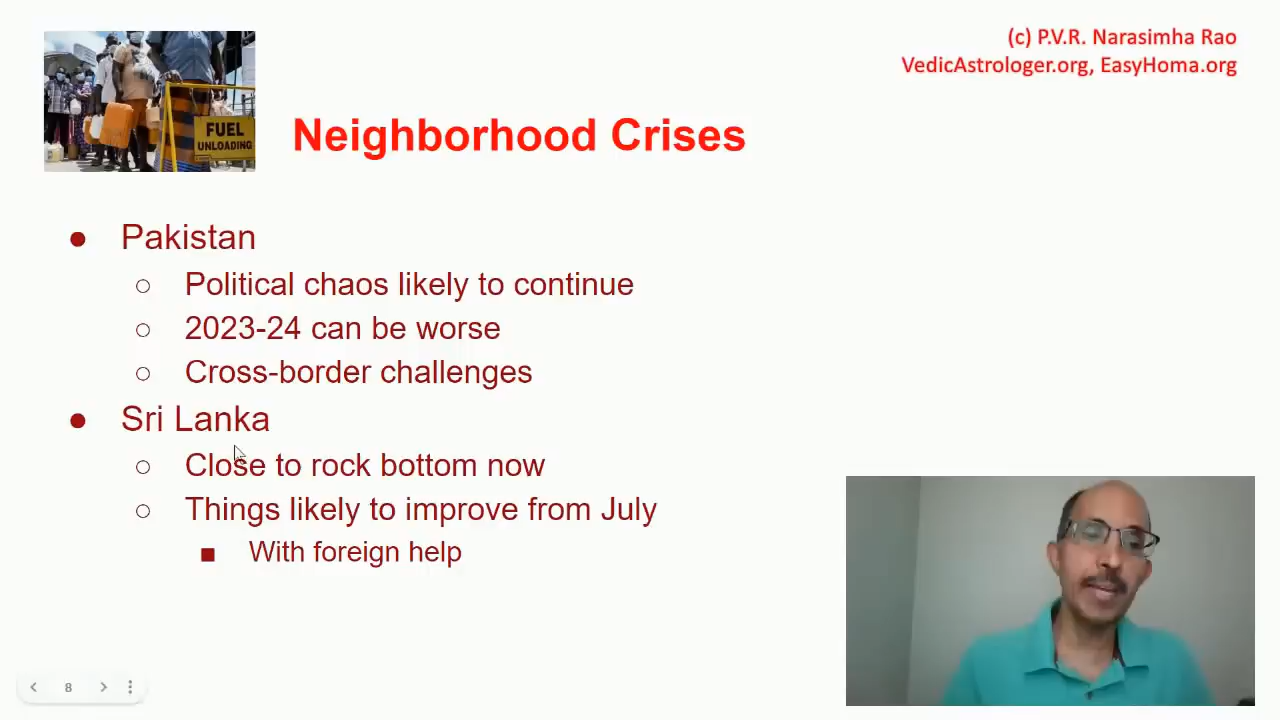 (c) P.V.R. Narasimha Rao
VedicAstrologer.org, EasyHoma.org
FUEL
UNLOADING
Neighborhood Crises
● Pakistan
○ Political chaos likely to continue
○ 2023-24 can be worse
○ Cross-border challenges
● Sri Lanka
○ Close to rock bottom now
○ Things likely to improve from July
■ With foreign help
8